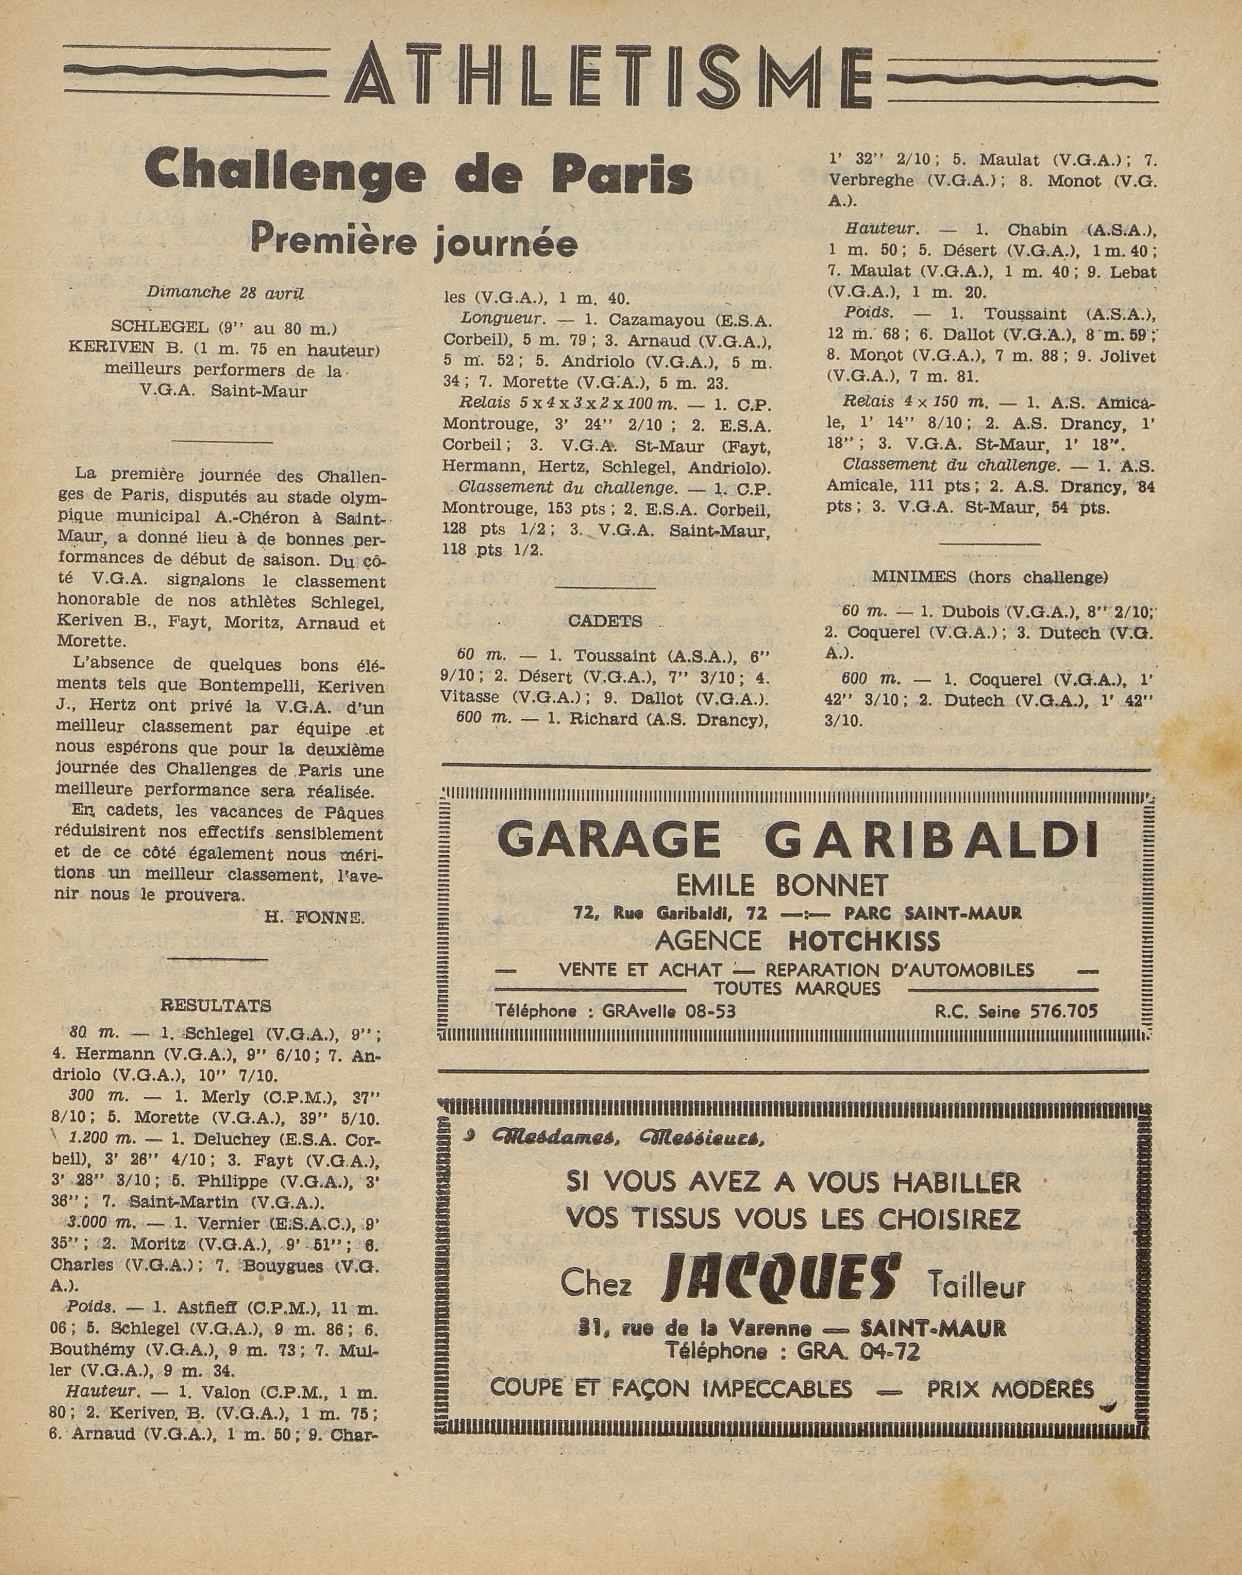 ATHLETISME
Challenge de Paris
Première journée
Dimanche 28 avril
SCHLEGEL (9'' au 80 m.)
KERIVEN B. (1 m. 75 en hauteur)
meilleurs performers de la
V.G.A. Saint-Maur
La première journée des Challen-
ges de Paris, disputés au stade olym-
pique municipal A.-Chéron à Saint-
Maur, a donné lieu à de bonnes per-
formances de début de saison. Du cô-
té V.G.A. signalons le classement
honorable de nos athlètes Schlegel,
Keriven B., Fayt, Moritz, Arnaud et
Morette.
L'absence de quelques bons élé-
ments tels que Bontempelli, Keriven
J., Hertz ont privé la V.G.A. d'un
meilleur classement par équipe et
nous espérons que pour la deuxième
journée des Challenges de Paris une
meilleure performance sera réalisée.
En cadets, les vacances de Pâques
réduisirent nos effectifs sensiblement
et de ce côté également nous méri-
tions un meilleur classement, l'ave-
nir nous le prouvera.
H. FONNE.
RESULTATS
80 m. — 1. Schlegel (V.G.A.), 9'' ;
4. Hermann (V.G.A.), 9'' 6/10 ; 7. An-
driolo (V.G.A.), 10'' 7/10.
300 m. — 1. Merly (C.P.M.), 37''
8/10 ; 5. Morette (V.G.A.), 39'' 5/10.
1.200 m. — 1. Deluchey (E.S.A. Cor-
beil), 3' 26'' 4/10 ; 3. Fayt (V.G.A.),
3' 28'' 3/10 ; 5. Philippe (V.G.A.), 3'
36'' ; 7. Saint-Martin (V.G.A.).
3.000 m. — 1. Vernier (E.S.A.C.), 9'
35'' ; 2. Moritz (V.G.A.), 9' 51'' ; 6.
Charles (V.G.A.) ; 7. Bouygues (V.G.
A.).
Poids. — 1. Astfieff (C.P.M.), 11 m.
06 ; 5. Schlegel (V.G.A.), 9 m. 86 ; 6.
Bouthémy (V.G.A.), 9 m. 73 ; 7. Mul-
ler (V.G.A.), 9 m. 34.
Hauteur. — 1. Valon (C.P.M., 1 m.
80 ; 2. Keriven B. (V.G.A.), 1 m. 75 ;
6. Arnaud (V.G.A.), 1 m. 50 ; 9. Char-
les (V.G.A.), 1 m. 40.
Longueur. — 1. Cazamayou (E.S.A.
Corbeil), 5 m. 79 ; 3. Arnaud (V.G.A.),
5 m. 52 ; 5. Andriolo (V.G.A.), 5 m.
34 ; 7. Morette (V.G.A.), 5 m. 23.
Relais 5 x 4 x 3 x 2 x 100 m. — 1. C.P.
Montrouge, 3' 24'' 2/10 ; 2. E.S.A.
Corbeil ; 3. V.G.A. St-Maur (Fayt,
Hermann, Hertz, Schlegel, Andriolo).
Classement du challenge. — 1. C.P.
Montrouge, 153 pts ; 2. E.S.A. Corbeil,
128 pts 1/2 ; 3. V.G.A. Saint-Maur,
118 pts 1/2.
CADETS
60 m. — 1. Toussaint (A.S.A.), 6''
9/10 ; 2. Désert (V.G.A.), 7'' 3/10 ; 4.
Vitasse (V.G.A.) ; 9. Dallot (V.G.A.).
600 m. — 1. Richard (A.S. Drancy),
1' 32'' 2/10 ; 5. Maulat (V.G.A.) ; 7.
Verbreghe (V.G.A.) ; 8. Monot (V.G.
A.).
Hauteur. — 1. Chabin (A.S.A.),
1 m. 50 ; 5. Désert (V.G.A.), 1 m. 40 ;
7. Maulat (V.G.A.), 1 m. 40 ; 9. Lebat
(V.G.A.), 1 m. 20.
Poids. — 1. Toussaint (A.S.A.),
12 m. 68 ; 6. Dallot (V.G.A.), 8 m. 59 ;
8. Monot (V.G.A.), 7 m. 88 ; 9. Jolivet
(V.G.A.), 7 m. 81.
Relais 4 x 150 m. — 1. A.S. Amica-
le, 1' 14'' 8/10 ; 2. A.S. Drancy, 1'
18'' ; 3. V.G.A. St-Maur, 1' 18''.
Classement du challenge. — 1. A.S.
Amicale, 111 pts ; 2. A.S. Drancy, 84
pts ; 3. V.G.A. St-Maur, 54 pts.
MINIMES (hors challenge)
60 m. — 1. Dubois (V.G.A.), 8'' 2/10;
2. Coquerel (V.G.A.) ; 3. Dutech (V.G.
A.).
600 m. — 1. Coquerel (V.G.A.), 1'
42'' 3/10 ; 2. Dutech (V.G.A.), 1' 42''
3/10.
GARAGE GARIBALDI
EMILE BONNET
72, Rue Garibaldi, 72 —:— PARC SAINT-MAUR
AGENCE HOTCHKISS
— VENTE ET ACHAT — REPARATION D'AUTOMOBILES —
TOUTES MARQUES
Téléphone : GRAvelle 08-53 R.C. Seine 576.705
Mesdames, Messieurs,
SI VOUS AVEZ A VOUS HABILLER
VOS TISSUS VOUS LES CHOISIREZ
Chez JACQUES Tailleur
31, rue de la Varenne — SAINT-MAUR
Téléphone : GRA. 04-72
COUPE ET FAÇON IMPECCABLES — PRIX MODÉRÉS